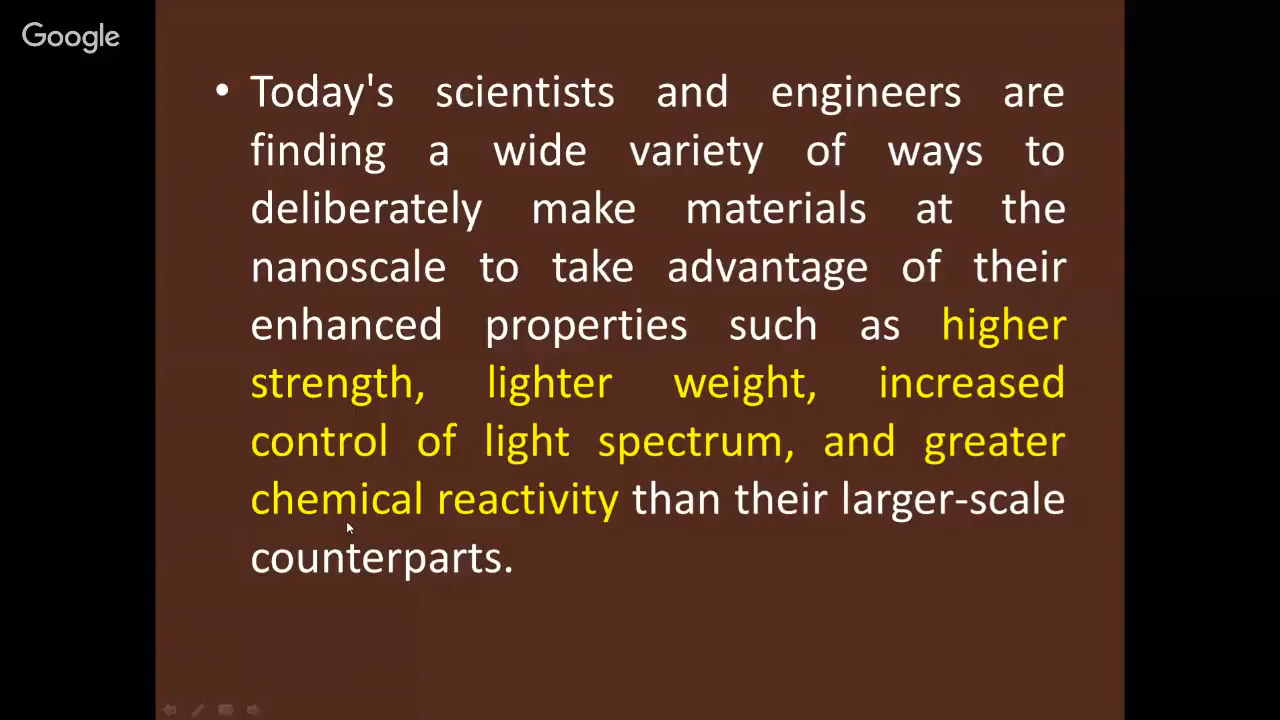 Google
• Today's scientists and engineers are
finding a wide variety of ways to
deliberately make materials at the
nanoscale to take advantage of their
enhanced properties such as higher
strength, lighter weight, increased
control of light spectrum, and greater
chemical reactivity than their larger-scale
counterparts.